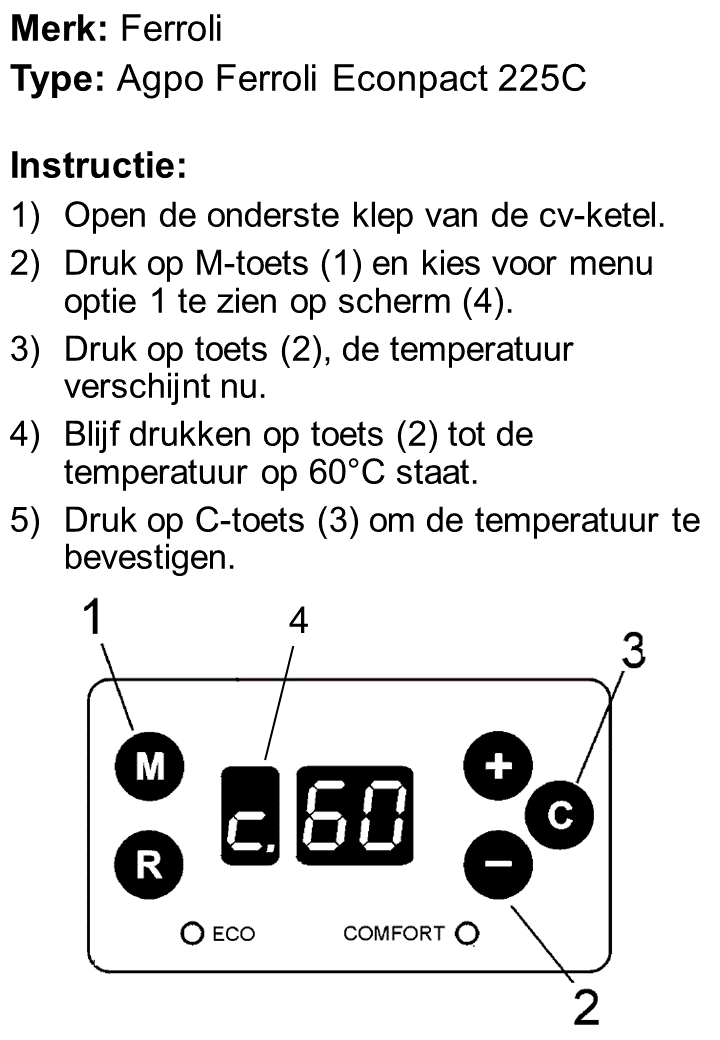 Merk: Ferroli
Type: Agpo Ferroli Econpact 225C
Instructie:
1) Open de onderste klep van de cv-ketel.
2) Druk op M-toets (1) en kies voor menu
optie 1 te zien op scherm (4).
3) Druk op toets (2), de temperatuur
verschijnt nu.
4) Blijf drukken op toets (2) tot de
temperatuur op 60°C staat.
5) Druk op C-toets (3) om de temperatuur te
bevestigen.
1 4 3
M + C
c. 60
R −
ECO COMFORT
2